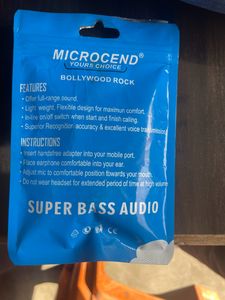 MICROCEND®
YOURS CHOICE
BOLLYWOOD ROCK
FEATURES
• Offer full-range sound.
• Light weight, Flexible design for maximun comfort.
• In-line on/off switch when start and finish calling.
• Superior Recognition accuracy & excellent voice transmission
INSTRUCTIONS
• Insert handsfree adapter into your mobile port.
• Place earphone comfortable into your ear.
• Adjust mic to comfortable position towards your mouth.
• Do not wear headset for extended period of time at high volume
SUPER BASS AUDIO
CE